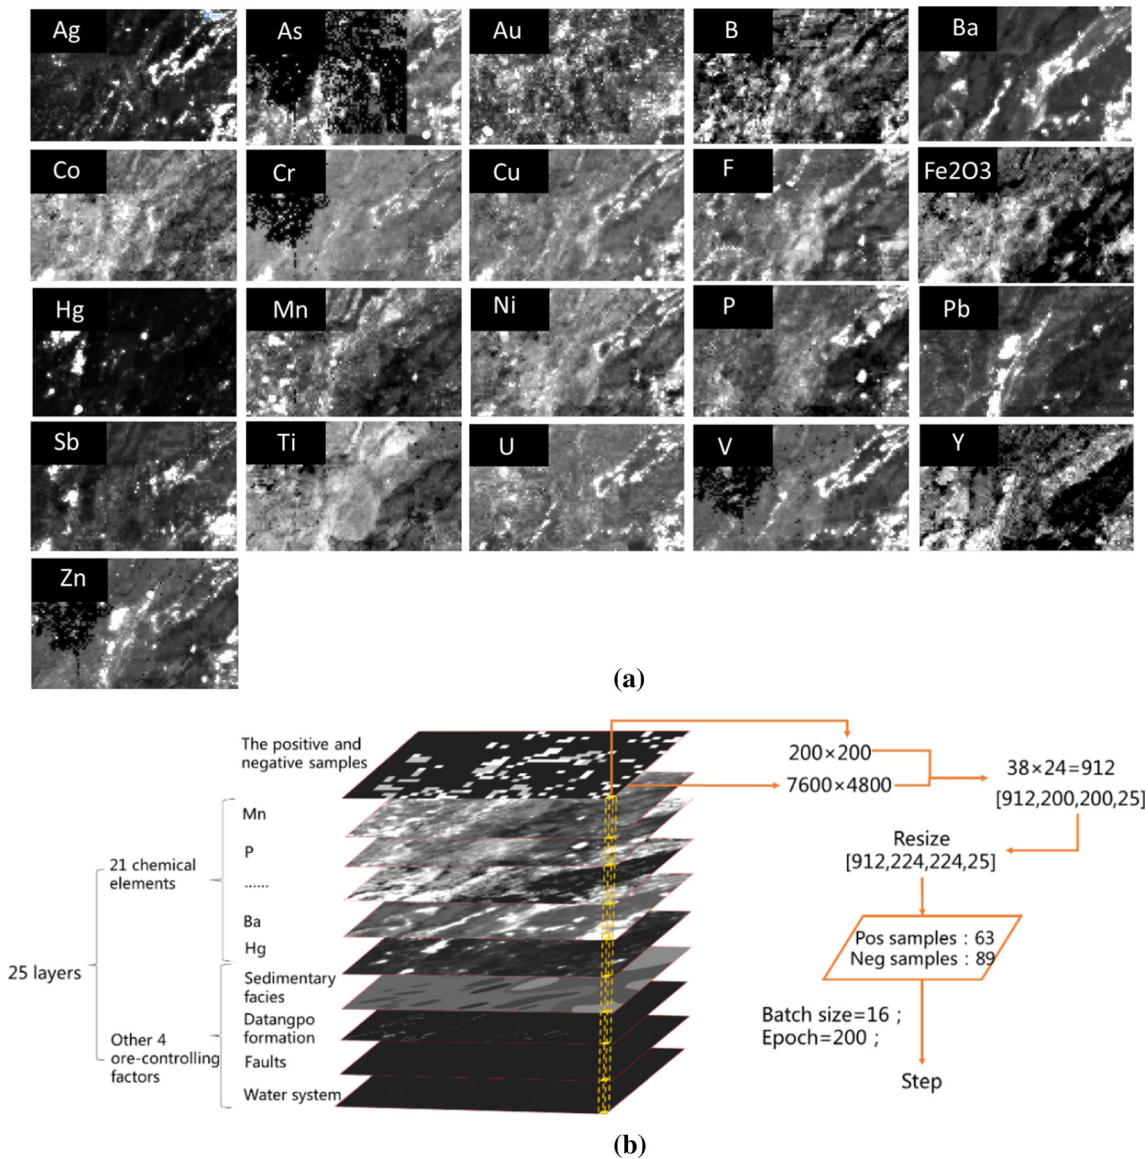 Ag
As
Au
B
Ba
Co
Cr
Cu
F
Fe2O3
Hg
Mn
Ni
P
Pb
Sb
Ti
U
V
Y
Zn
(a)
The positive and
negative samples
Mn
P
......
Ba
Hg
Sedimentary
facies
Datangpo
formation
Faults
Water system
21 chemical
elements
25 layers
Other 4
ore-controlling
factors
200×200
7600×4800
38×24=912
[912,200,200,25]
Resize
[912,224,224,25]
Pos samples : 63
Neg samples : 89
Batch size=16 ;
Epoch=200 ;
Step
(b)